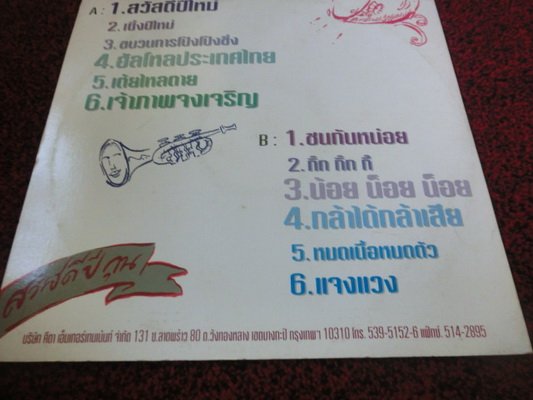 A : 1.สวัสดีปีใหม่
2.เซิ้งปีใหม่
3.ขบวนการโป๊งโป๊งชึ่ง
4.ฮัลโหลประเทศไทย
5.เต้ยไหลตาย
6.เจ้าภาพจงเจริญ
B : 1.ชนกันหน่อย
2.กิ๊ก กิ๊ก กิ๊
3.น้อย น้อย น้อย
4.กล้าได้กล้าเสีย
5.หมดเนื้อหมดตัว
6.แจงแวง
สวัสดีปี
บริษัท คีตา เอ็นเทอร์เทนเม้นท์ จำกัด 131 ซ.ลาดพร้าว 80 ถ.วังทองหลาง เขตบางกะปิ กรุงเทพฯ 10310 โทร. 539-5152-6 แฟ็กซ์. 514-2895